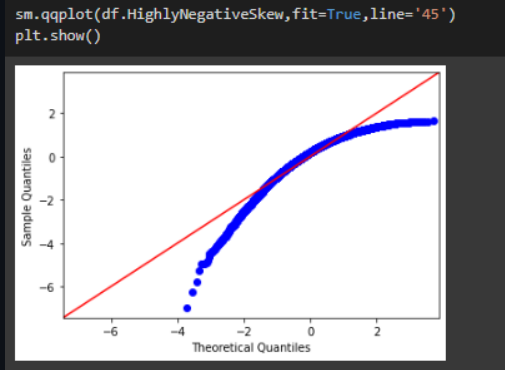 sm.qqplot(df.HighlyNegativeSkew,fit=True,line='45')
plt.show()
2
0
−2
−4
−6
Sample Quantiles
−6
−4
−2
0
2
Theoretical Quantiles